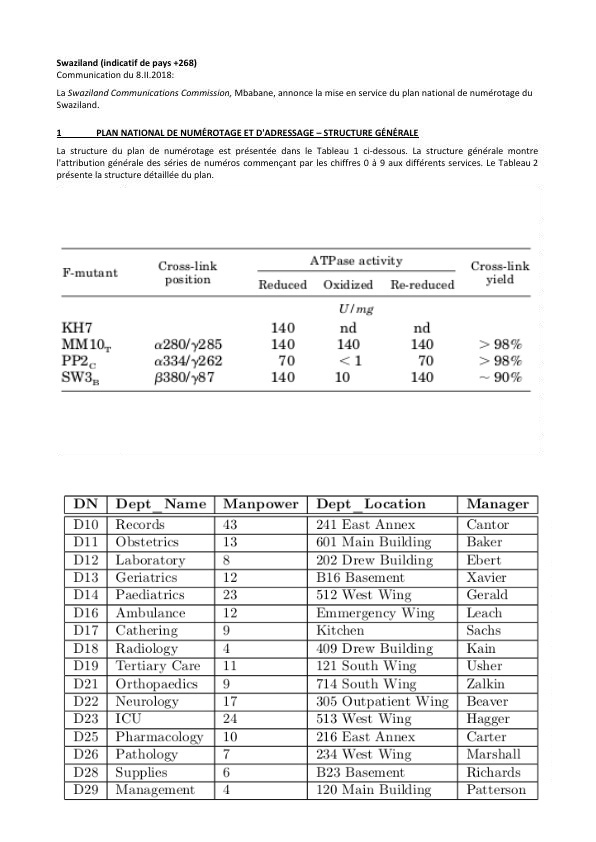 Swaziland (indicatif de pays +268)
Communication du 8.II.2018:
La Swaziland Communications Commission, Mbabane, annonce la mise en service du plan national de numérotage du
Swaziland.
1 PLAN NATIONAL DE NUMÉROTAGE ET D'ADRESSAGE – STRUCTURE GÉNÉRALE
La structure du plan de numérotage est présentée dans le Tableau 1 ci-dessous. La structure générale montre
l'attribution générale des séries de numéros commençant par les chiffres 0 à 9 aux différents services. Le Tableau 2
présente la structure détaillée du plan.
F-mutant Cross-link position ATPase activity Cross-link yield
Reduced Oxidized Re-reduced
U/mg
KH7 140 nd nd
MM10T α280/γ285 140 140 140 > 98%
PP2C α334/γ262 70 < 1 70 > 98%
SW3B β380/γ87 140 10 140 ~ 90%
DN Dept_Name Manpower Dept_Location Manager
D10 Records 43 241 East Annex Cantor
D11 Obstetrics 13 601 Main Building Baker
D12 Laboratory 8 202 Drew Building Ebert
D13 Geriatrics 12 B16 Basement Xavier
D14 Paediatrics 23 512 West Wing Gerald
D16 Ambulance 12 Emmergency Wing Leach
D17 Cathering 9 Kitchen Sachs
D18 Radiology 4 409 Drew Building Kain
D19 Tertiary Care 11 121 South Wing Usher
D21 Orthopaedics 9 714 South Wing Zalkin
D22 Neurology 17 305 Outpatient Wing Beaver
D23 ICU 24 513 West Wing Hagger
D25 Pharmacology 10 216 East Annex Carter
D26 Pathology 7 234 West Wing Marshall
D28 Supplies 6 B23 Basement Richards
D29 Management 4 120 Main Building Patterson